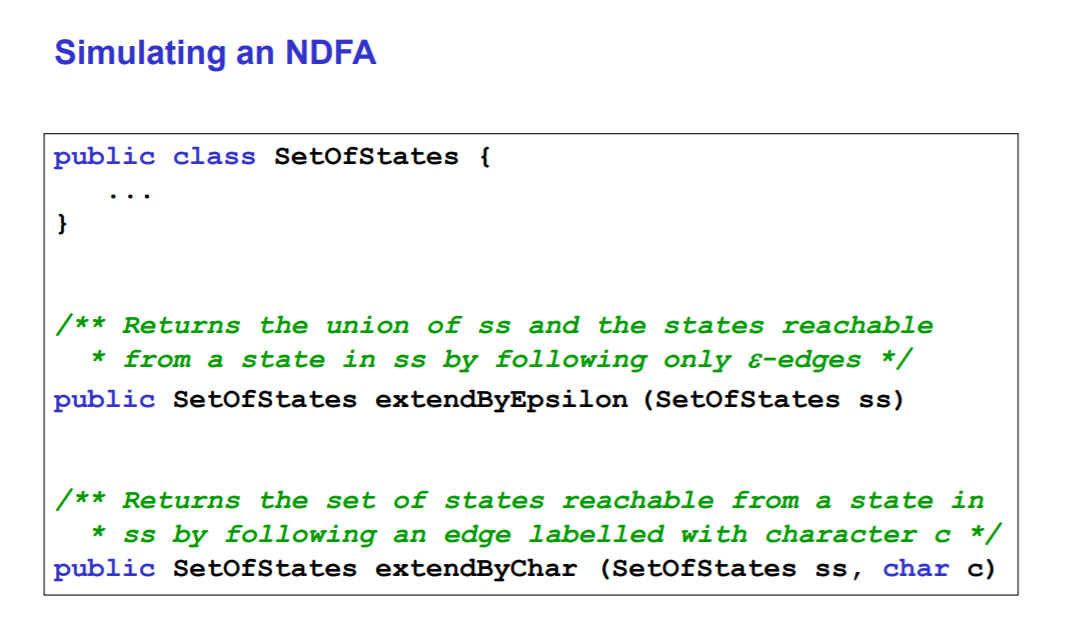 Simulating an NDFA
public class SetOfStates {
...
}
/** Returns the union of ss and the states reachable
* from a state in ss by following only ε-edges */
public SetOfStates extendByEpsilon (SetOfStates ss)
/** Returns the set of states reachable from a state in
* ss by following an edge labelled with character c */
public SetOfStates extendByChar (SetOfStates ss, char c)